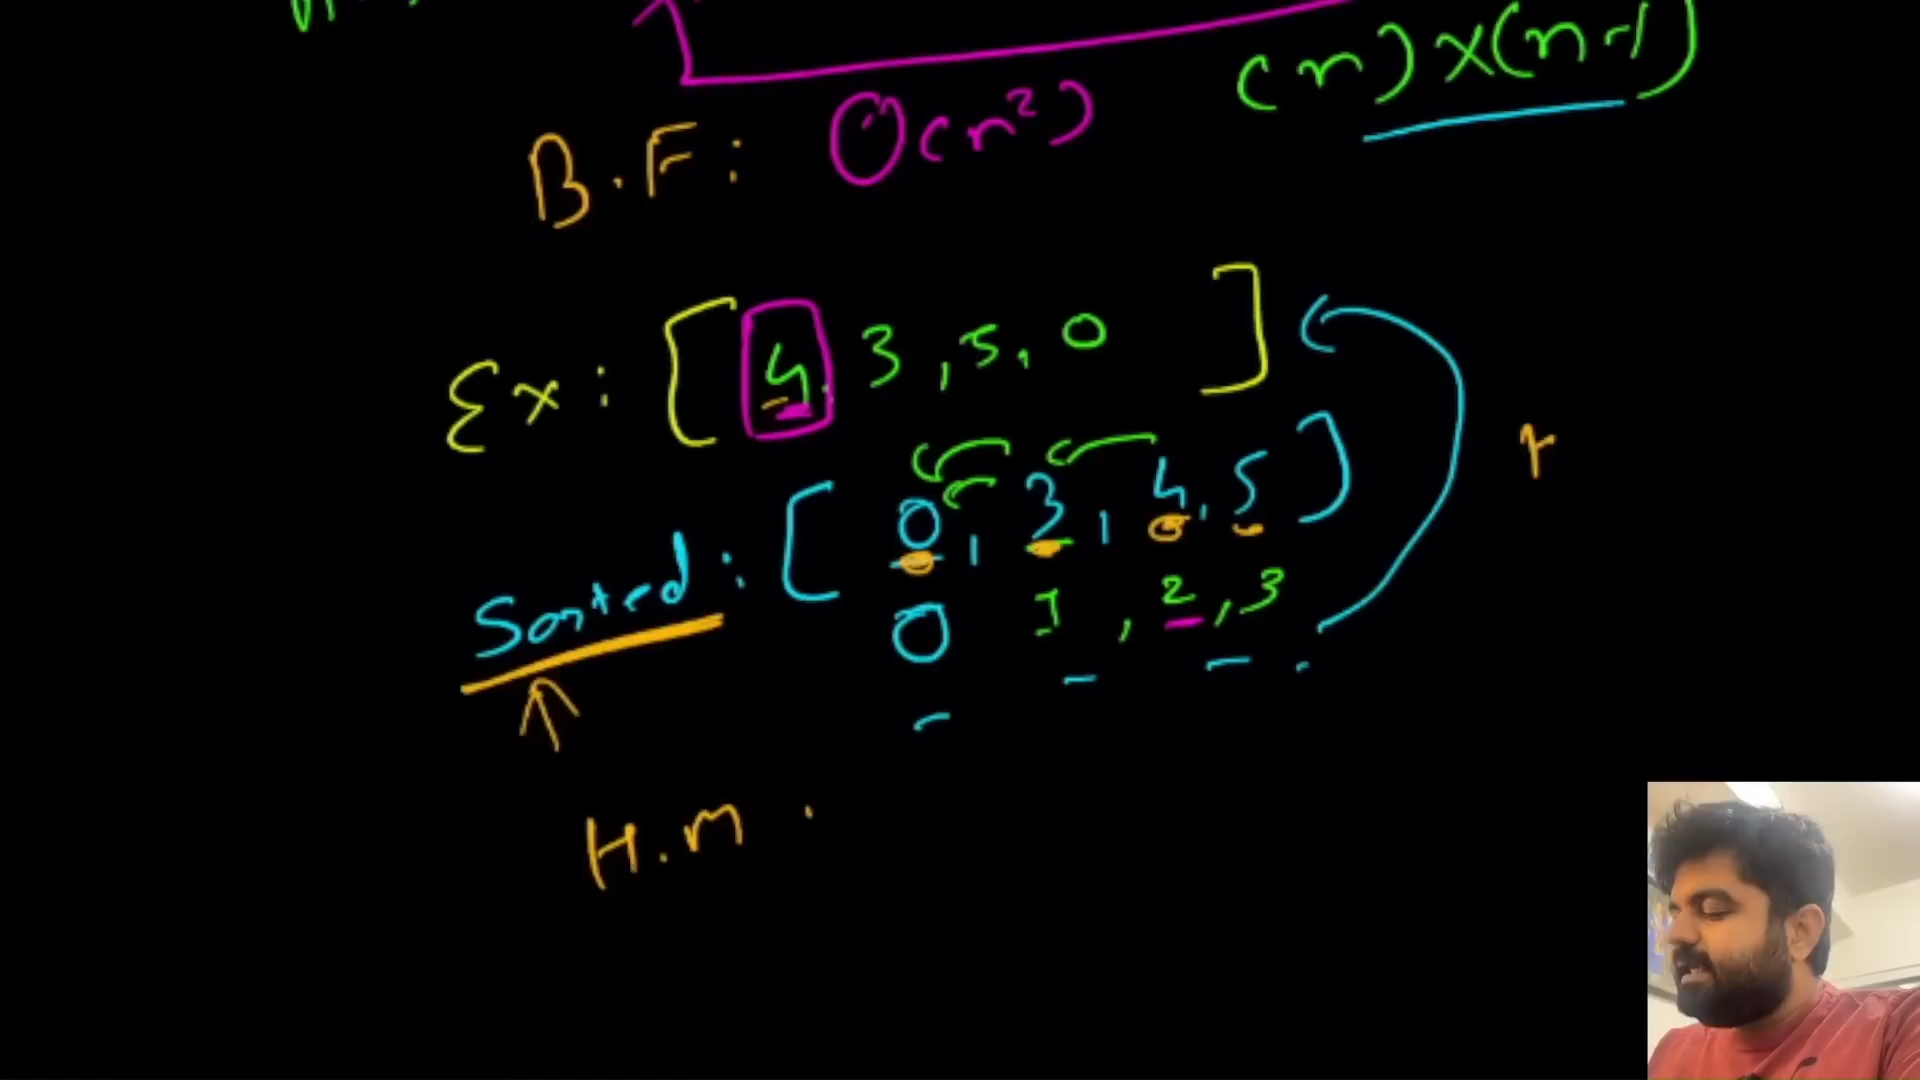 (n)x(n-1)
B.F: O(n²)
Ex: [4, 3, 5, 0 ]
Sorted: [0, 3, 4, 5]
0 1, 2, 3
H.M